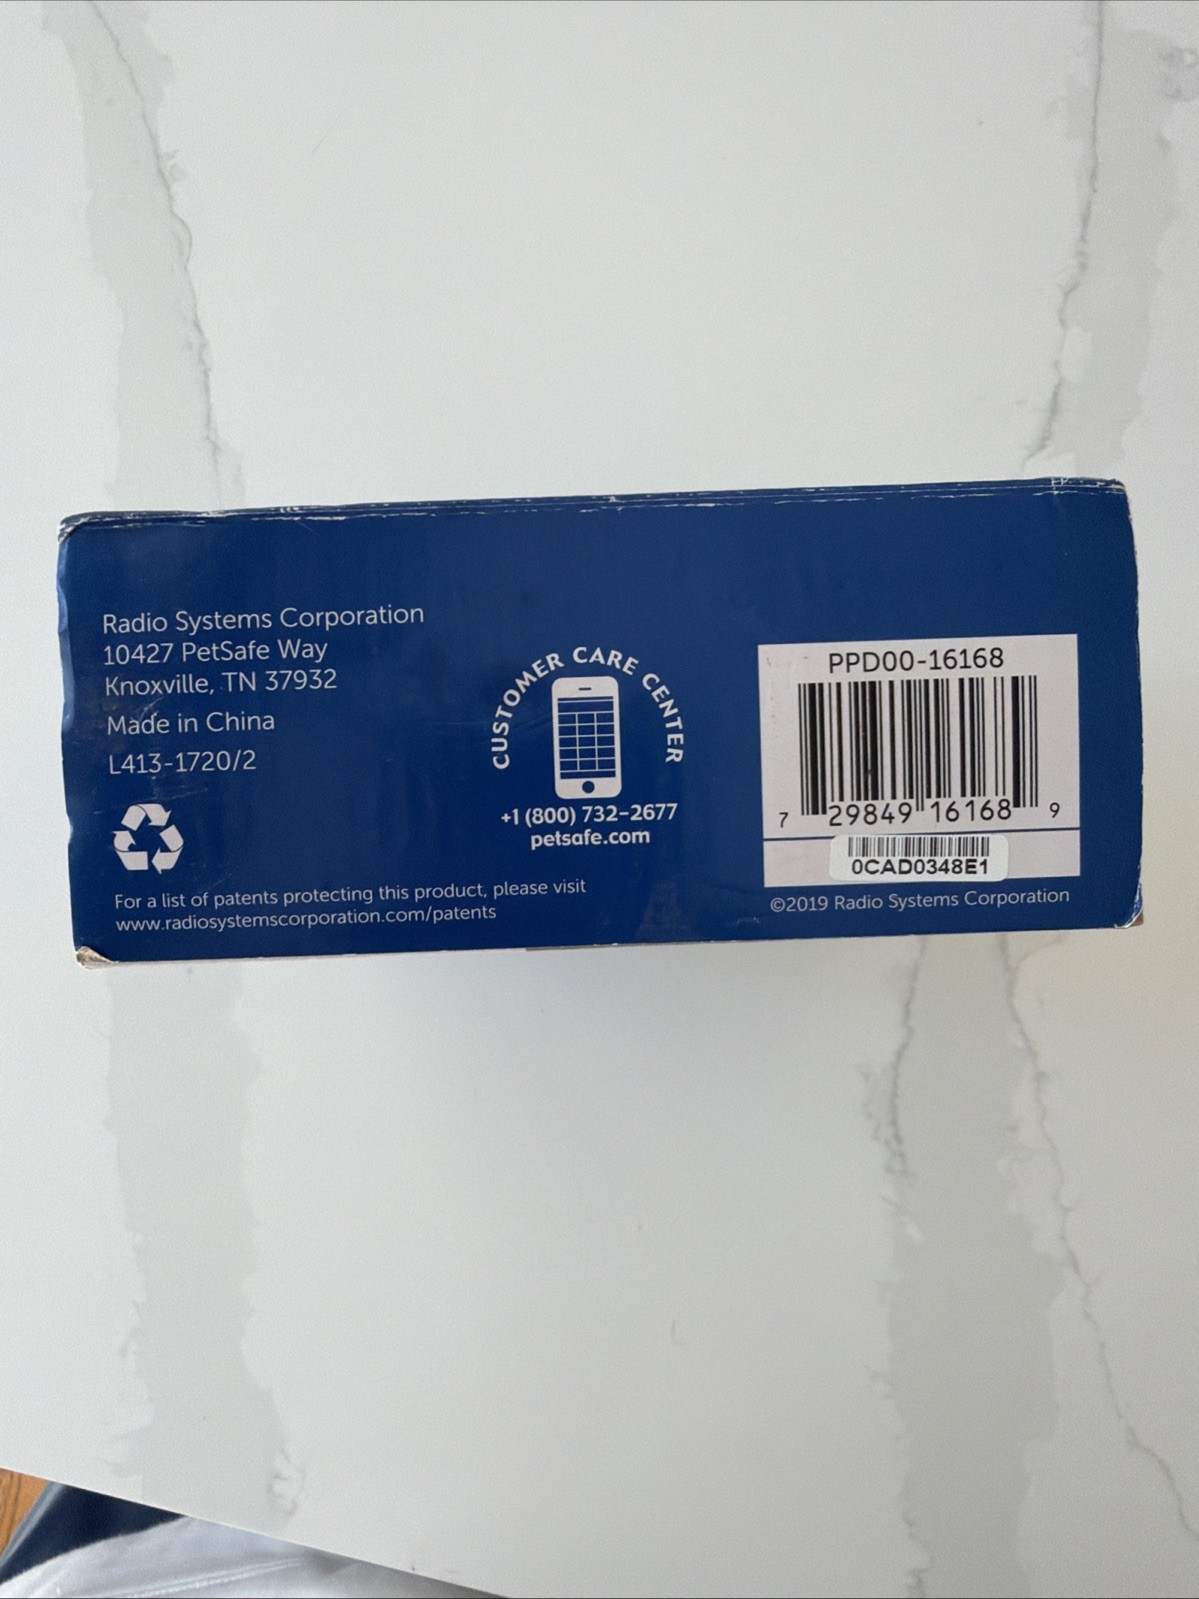 Radio Systems Corporation
10427 PetSafe Way
Knoxville, TN 37932
Made in China
L413-1720/2
For a list of patents protecting this product, please visit
www.radiosystemscorporation.com/patents
CUSTOMER CARE CENTER
+1 (800) 732-2677
petsafe.com
PPD00-16168
7 29849 16168 9
0CAD0348E1
©2019 Radio Systems Corporation